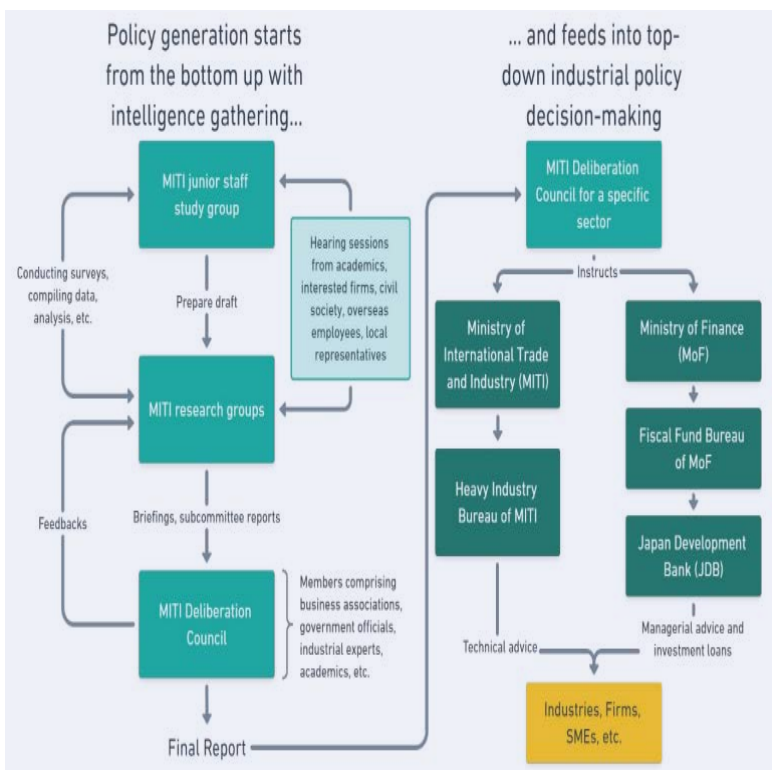 Policy generation starts
from the bottom up with
intelligence gathering...
MITI junior staff
study group
Hearing sessions
from academics,
interested firms, civil
society, overseas
employees, local
representatives
Conducting surveys,
compiling data,
analysis, etc.
Prepare draft
MITI research groups
Feedbacks
Briefings, subcommittee reports
MITI Deliberation
Council
Members comprising
business associations,
government officials,
industrial experts,
academics, etc.
Final Report
... and feeds into top-
down industrial policy
decision-making
MITI Deliberation
Council for a specific
sector
Instructs
Ministry of
International Trade
and Industry (MITI)
Ministry of Finance
(MoF)
Heavy Industry
Bureau of MITI
Fiscal Fund Bureau
of MoF
Japan Development
Bank (JDB)
Technical advice
Managerial advice and
investment loans
Industries, Firms,
SMEs, etc.